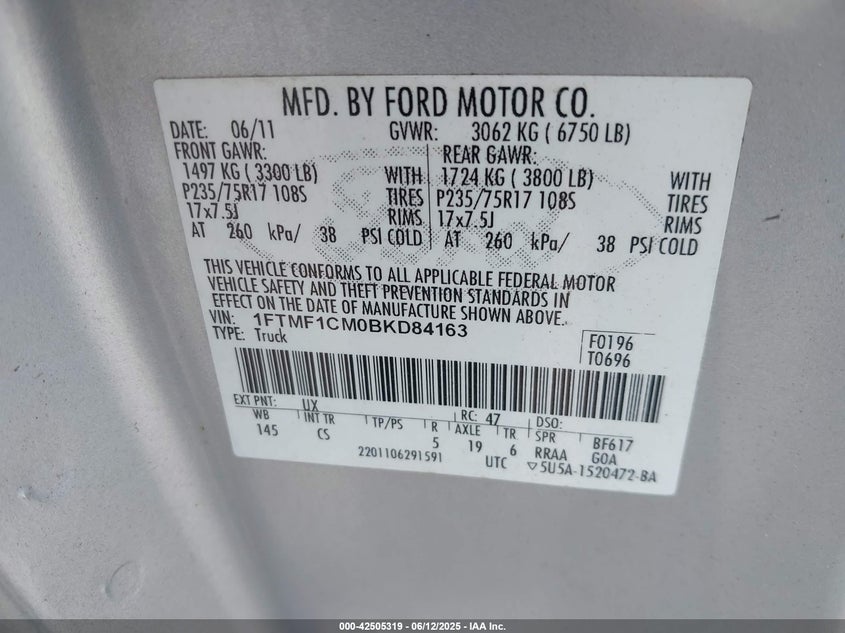 MFD. BY FORD MOTOR CO.
DATE: 06/11 GVWR: 3062 KG ( 6750 LB)
FRONT GAWR: REAR GAWR:
1497 KG ( 3300 LB) WITH 1724 KG ( 3800 LB) WITH
P235/75R17 108S TIRES P235/75R17 108S TIRES
17x7.5J RIMS 17x7.5J RIMS
AT 260 kPa/ 38 PSI COLD AT 260 kPa/ 38 PSI COLD
THIS VEHICLE CONFORMS TO ALL APPLICABLE FEDERAL MOTOR
VEHICLE SAFETY AND THEFT PREVENTION STANDARDS IN
EFFECT ON THE DATE OF MANUFACTURE SHOWN ABOVE.
VIN: 1FTMF1CM0BKD84163
TYPE: Truck
F0196
T0696
EXT PNT: UX RC: 47 DSO:
WB INT TR TP/PS R AXLE TR SPR BF617
145 CS 5 19 6 RRAA GOA
2201106291591 UTC ▽5U5A-1520472-BA
000-42505319 - 06/12/2025 - IAA Inc.